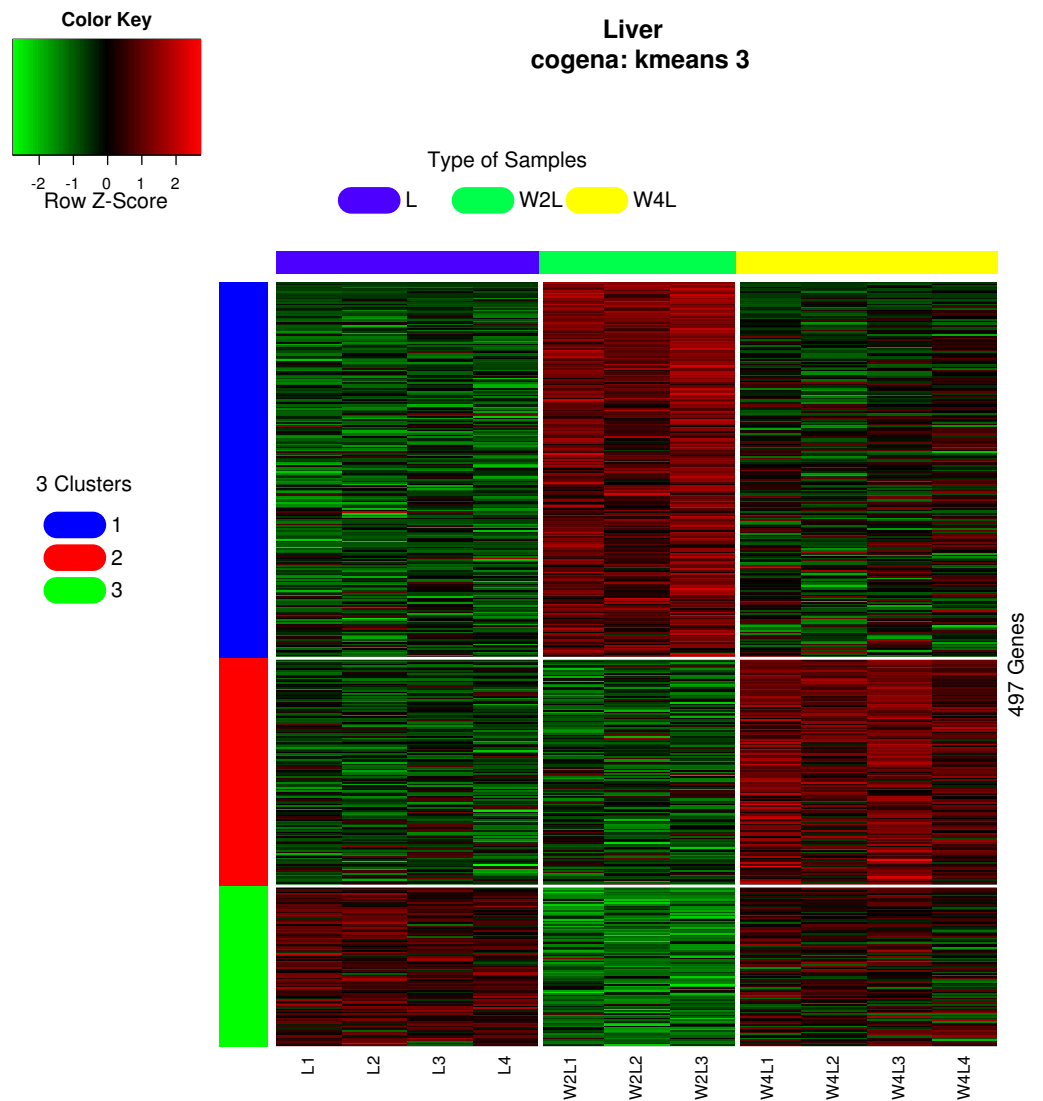 Color Key
-2 -1 0 1 2
Row Z-Score
Liver
cogena: kmeans 3
Type of Samples
L W2L W4L
3 Clusters
1
2
3
497 Genes
L1 L2 L3 L4 W2L1 W2L2 W2L3 W4L1 W4L2 W4L3 W4L4